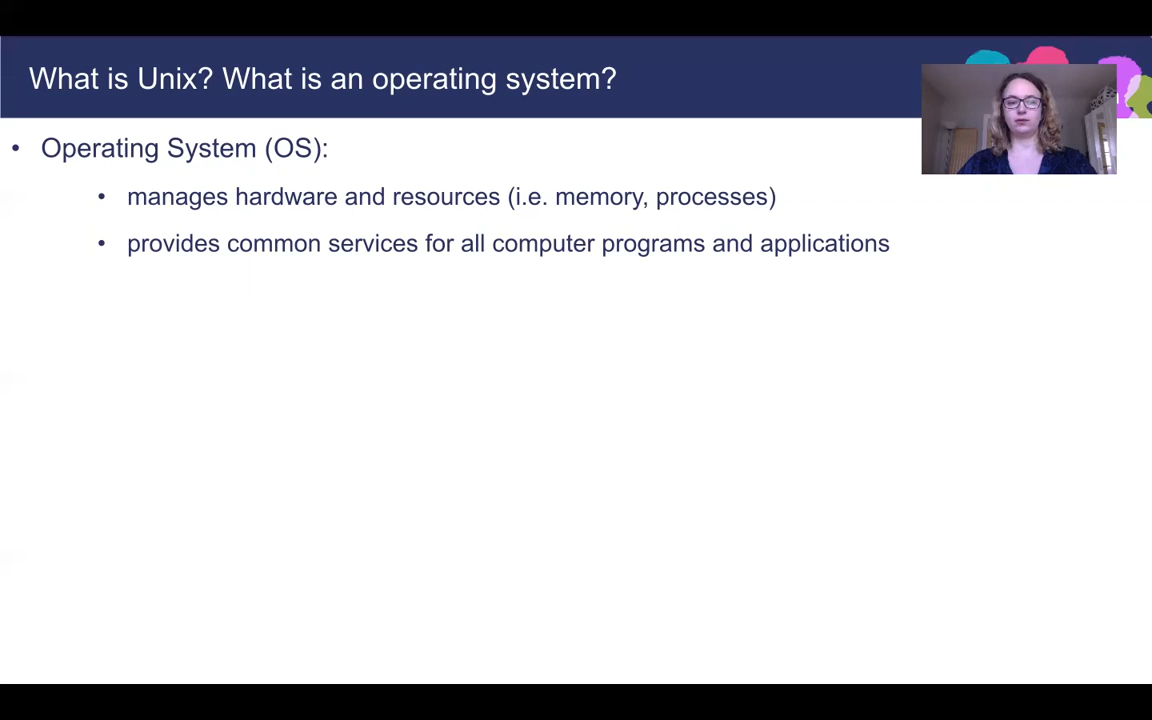 What is Unix? What is an operating system?
• Operating System (OS):
• manages hardware and resources (i.e. memory, processes)
• provides common services for all computer programs and applications